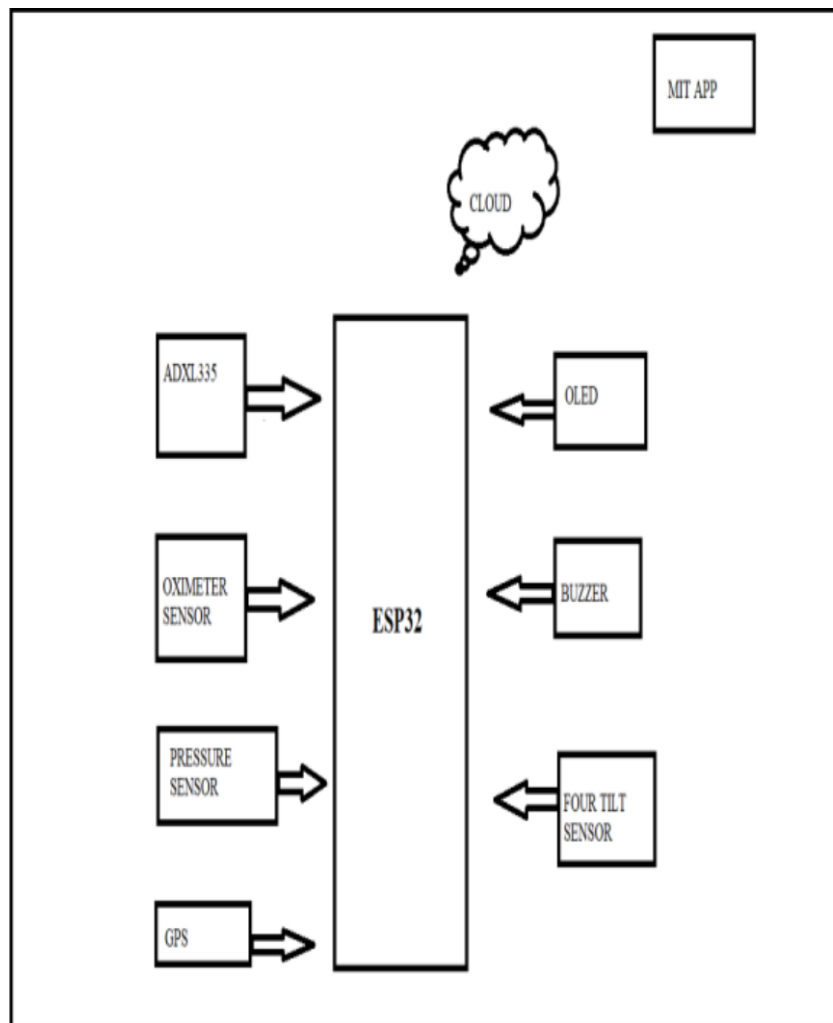 MIT APP
CLOUD
ADXL335
OLED
OXIMETER
SENSOR
ESP32
BUZZER
PRESSURE
SENSOR
FOUR TILT
SENSOR
GPS